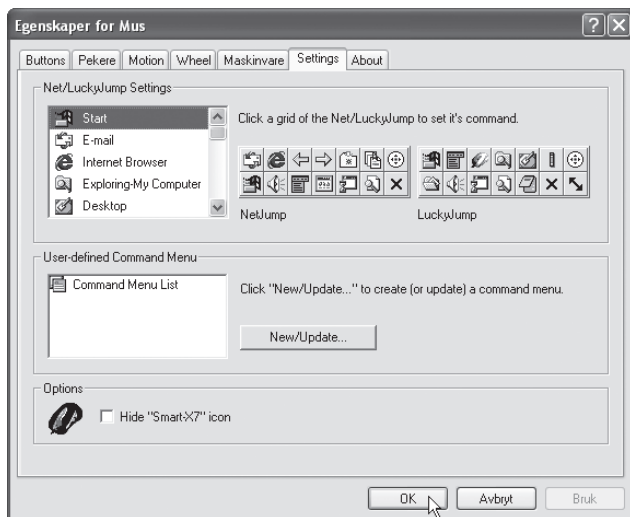 Egenskaper for Mus
Buttons Pekere Motion Wheel Maskinvare Settings About
Net/LuckyJump Settings
Start
E-mail
Internet Browser
Exploring-My Computer
Desktop
Click a grid of the Net/LuckyJump to set it's command.
NetJump LuckyJump
User-defined Command Menu
Command Menu List
Click "New/Update..." to create (or update) a command menu.
New/Update...
Options
Hide "Smart-X7" icon
OK Avbryt Bruk